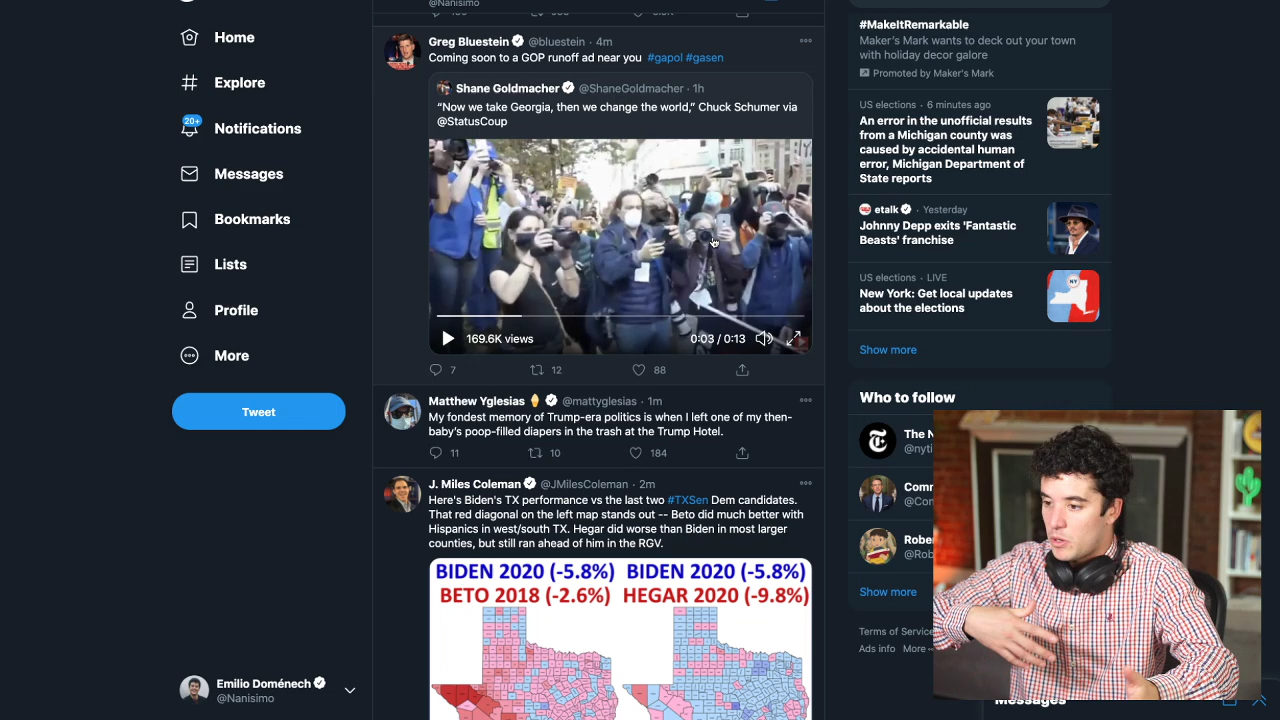 @Nanisimo
Home
Explore
20+
Notifications
Messages
Bookmarks
Lists
Profile
More
Tweet
Emilio Doménech
@Nanisimo
Greg Bluestein @bluestein · 4m
Coming soon to a GOP runoff ad near you #gapol #gasen
Shane Goldmacher @ShaneGoldmacher · 1h
“Now we take Georgia, then we change the world,” Chuck Schumer via
@StatusCoup
169.6K views
0:03 / 0:13
7
12
88
Matthew Yglesias @mattyglesias · 1m
My fondest memory of Trump-era politics is when I left one of my then-
baby's poop-filled diapers in the trash at the Trump Hotel.
11
10
184
J. Miles Coleman @JMilesColeman · 2m
Here's Biden's TX performance vs the last two #TXSen Dem candidates.
That red diagonal on the left map stands out -- Beto did much better with
Hispanics in west/south TX. Hegar did worse than Biden in most larger
counties, but still ran ahead of him in the RGV.
BIDEN 2020 (-5.8%) BIDEN 2020 (-5.8%)
BETO 2018 (-2.6%) HEGAR 2020 (-9.8%)
#MakeItRemarkable
Maker's Mark wants to deck out your town
with holiday decor galore
Promoted by Maker's Mark
US elections · 6 minutes ago
An error in the unofficial results
from a Michigan county was
caused by accidental human
error, Michigan Department of
State reports
etalk · Yesterday
Johnny Depp exits 'Fantastic
Beasts' franchise
US elections · LIVE
New York: Get local updates
about the elections
NY
Show more
Who to follow
The N
@nyti
Com
@Con
Rober
@Rob
Show more
Terms of Service
Ads info More
Messages